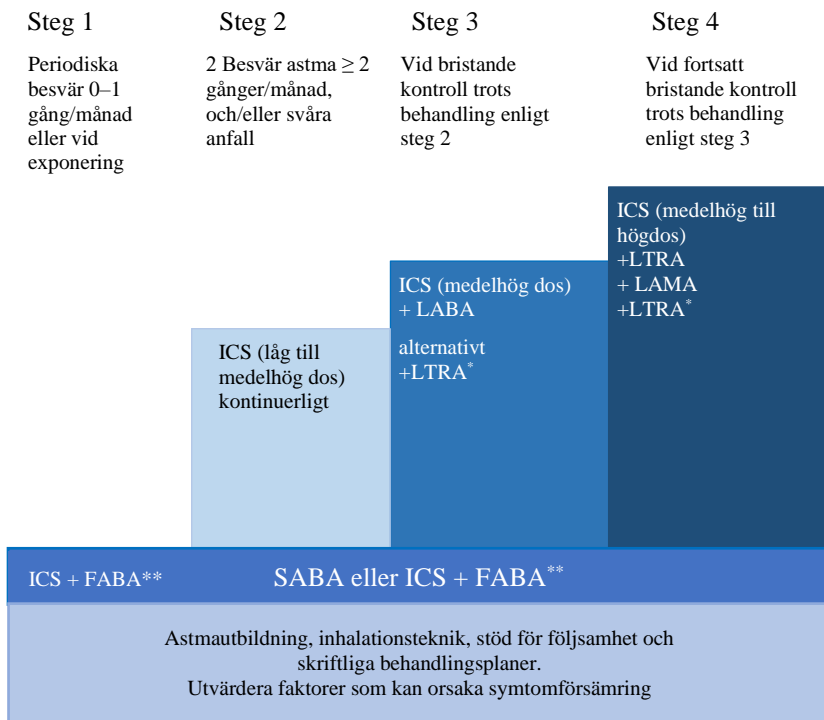 Steg 1
Periodiska
besvär 0–1
gång/månad
eller vid
exponering
Steg 2
2 Besvär astma ≥ 2
gånger/månad,
och/eller svåra
anfall
Steg 3
Vid bristande
kontroll trots
behandling enligt
steg 2
Steg 4
Vid fortsatt
bristande kontroll
trots behandling
enligt steg 3
ICS (låg till
medelhög dos)
kontinuerligt
ICS (medelhög dos)
+ LABA
alternativt
+LTRA*
ICS (medelhög till
högdos)
+LTRA
+ LAMA
+LTRA*
ICS + FABA**
SABA eller ICS + FABA**
Astmautbildning, inhalationsteknik, stöd för följsamhet och
skriftliga behandlingsplaner.
Utvärdera faktorer som kan orsaka symtomförsämring